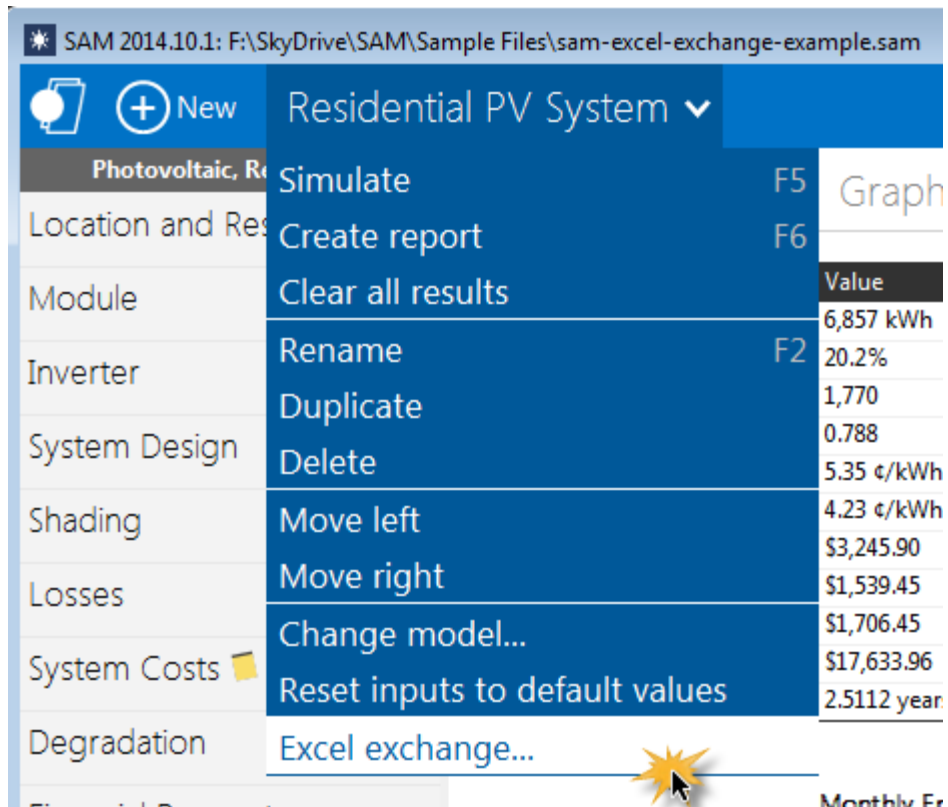 SAM 2014.10.1: F:\SkyDrive\SAM\Sample Files\sam-excel-exchange-example.sam
New
Residential PV System
Photovoltaic, Re
Location and Res
Module
Inverter
System Design
Shading
Losses
System Costs
Degradation
Simulate F5
Create report F6
Clear all results
Rename F2
Duplicate
Delete
Move left
Move right
Change model...
Reset inputs to default values
Excel exchange...
Graph
Value
6,857 kWh
20.2%
1,770
0.788
5.35 ¢/kWh
4.23 ¢/kWh
$3,245.90
$1,539.45
$1,706.45
$17,633.96
2.5112 years
Monthly En